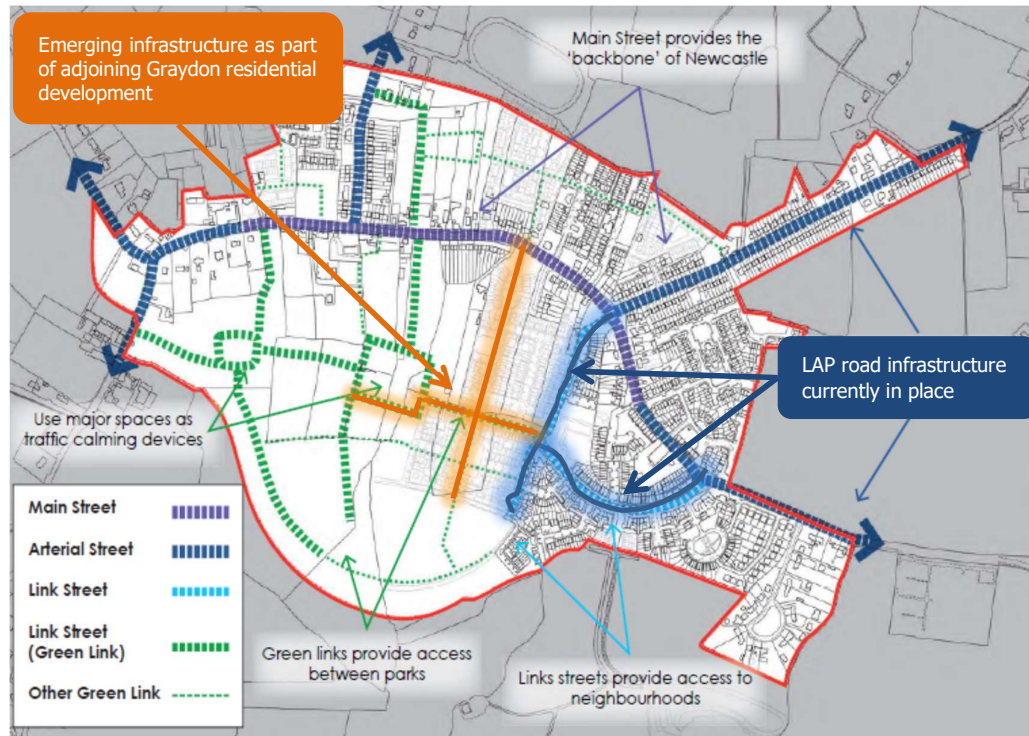 Emerging infrastructure as part
of adjoining Graydon residential
development
Main Street provides the
‘backbone’ of Newcastle
LAP road infrastructure
currently in place
Use major spaces as
traffic calming devices
Main Street
Arterial Street
Link Street
Link Street
(Green Link)
Other Green Link
Green links provide access
between parks
Links streets provide access to
neighbourhoods